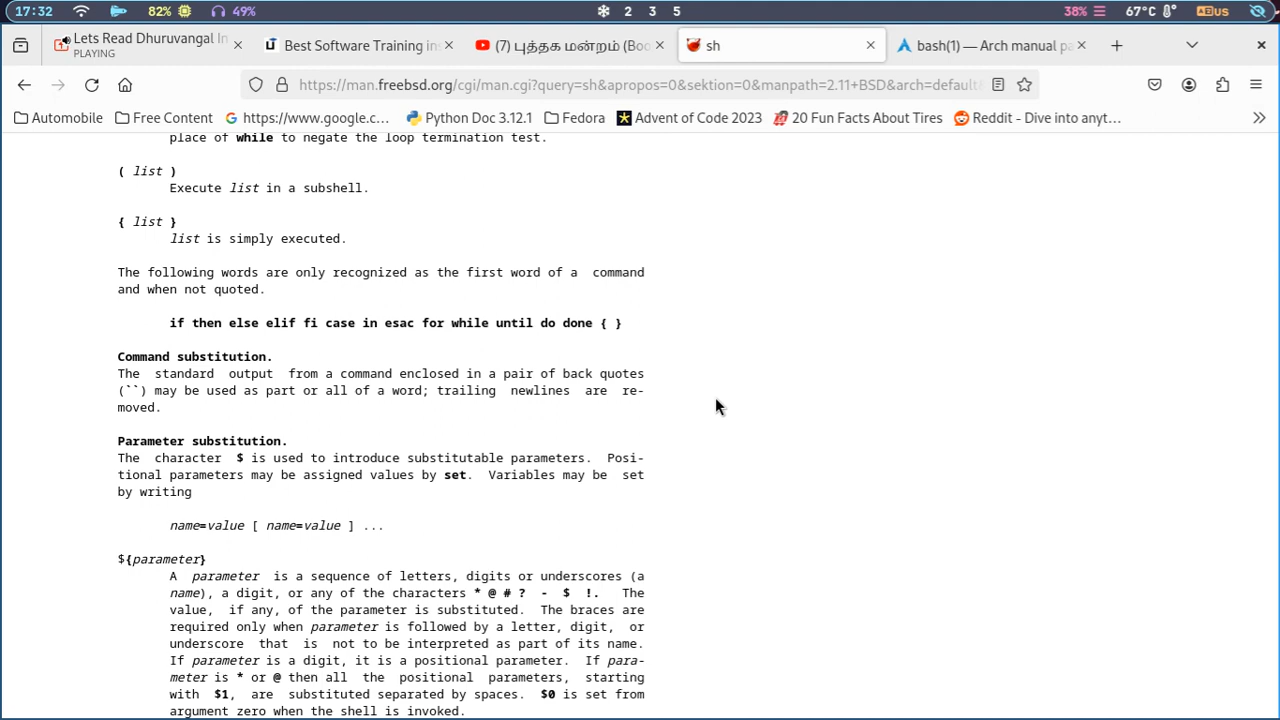 17:32 82% 49% 2 3 5 38% 67°C US
Lets Read Dhuruvangal In
PLAYING
Best Software Training in
(7) புத்தக மன்றம் (Boo
sh
bash(1) — Arch manual pa
https://man.freebsd.org/cgi/man.cgi?query=sh&apropos=0&sektion=0&manpath=2.11+BSD&arch=default
Automobile Free Content https://www.google.c... Python Doc 3.12.1 Fedora Advent of Code 2023 20 Fun Facts About Tires Reddit - Dive into anyt...
place of while to negate the loop termination test.
( list )
Execute list in a subshell.
{ list }
list is simply executed.
The following words are only recognized as the first word of a command
and when not quoted.
if then else elif fi case in esac for while until do done { }
Command substitution.
The standard output from a command enclosed in a pair of back quotes
(``) may be used as part or all of a word; trailing newlines are re-
moved.
Parameter substitution.
The character $ is used to introduce substitutable parameters. Posi-
tional parameters may be assigned values by set. Variables may be set
by writing
name=value [ name=value ] ...
${parameter}
A parameter is a sequence of letters, digits or underscores (a
name), a digit, or any of the characters * @ # ? - $ !. The
value, if any, of the parameter is substituted. The braces are
required only when parameter is followed by a letter, digit, or
underscore that is not to be interpreted as part of its name.
If parameter is a digit, it is a positional parameter. If para-
meter is * or @ then all the positional parameters, starting
with $1, are substituted separated by spaces. $0 is set from
argument zero when the shell is invoked.